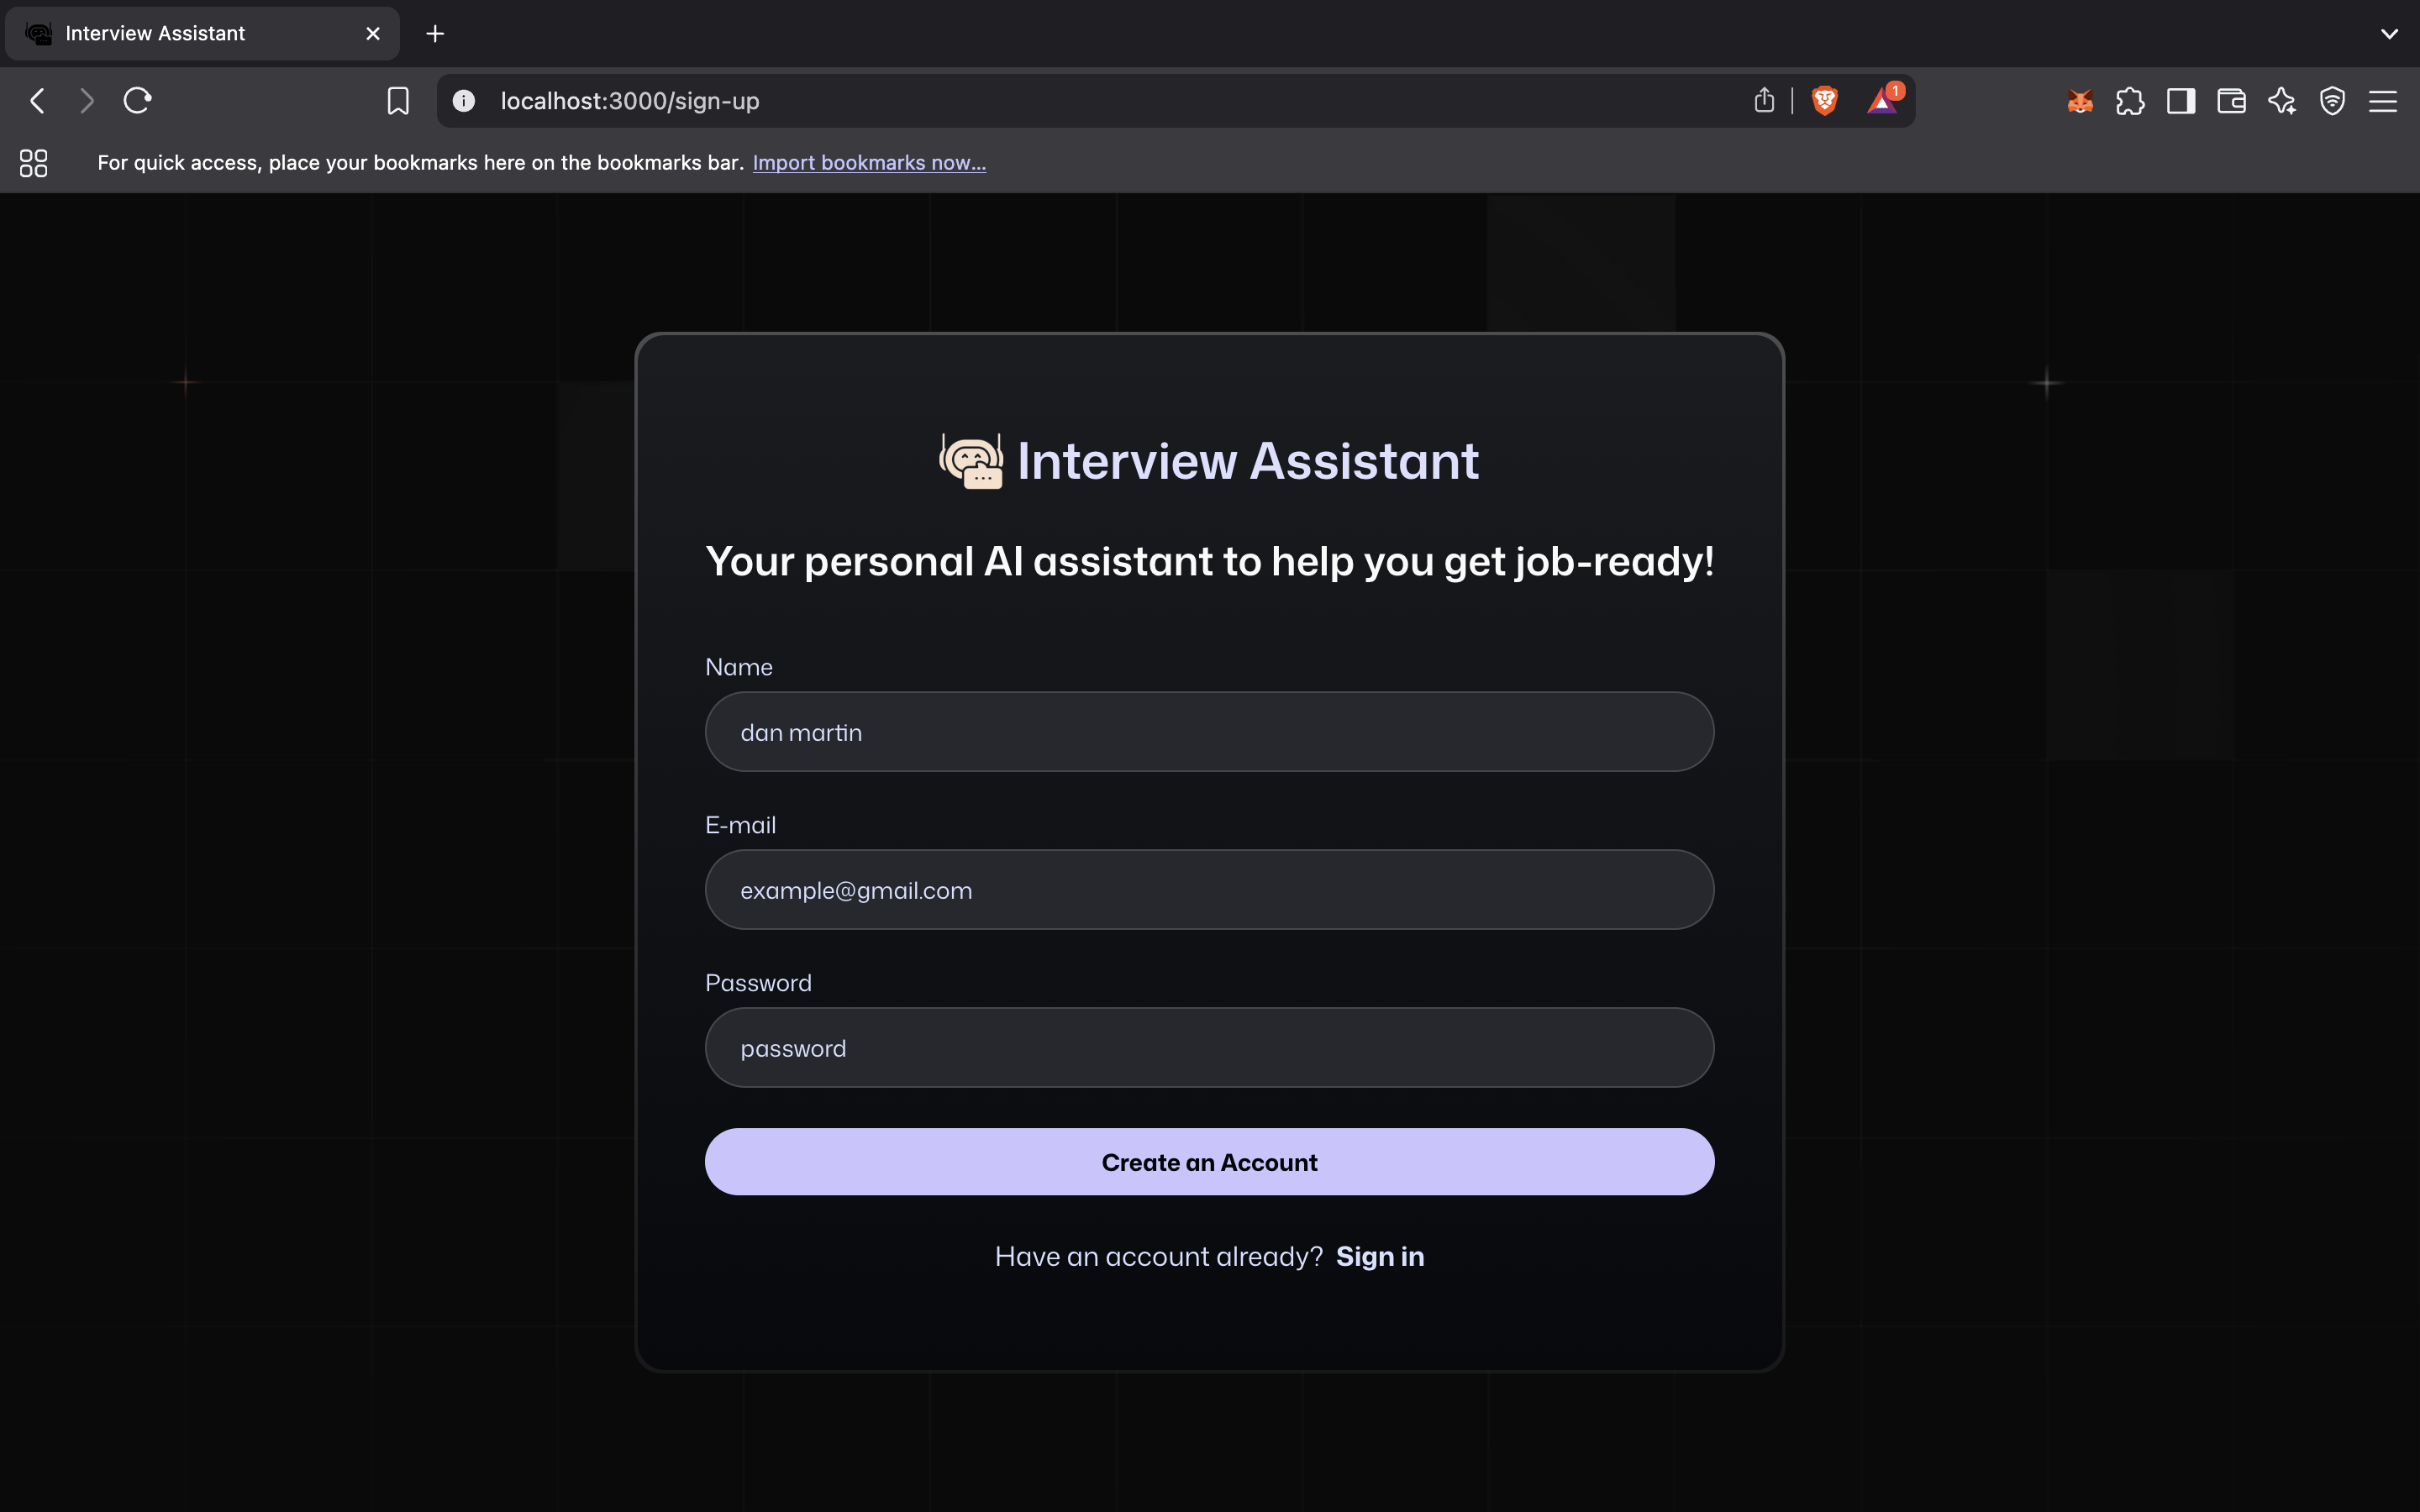 Interview Assistant
localhost:3000/sign-up
1
For quick access, place your bookmarks here on the bookmarks bar. Import bookmarks now...
Interview Assistant
Your personal AI assistant to help you get job-ready!
Name
dan martin
E-mail
example@gmail.com
Password
password
Create an Account
Have an account already? Sign in